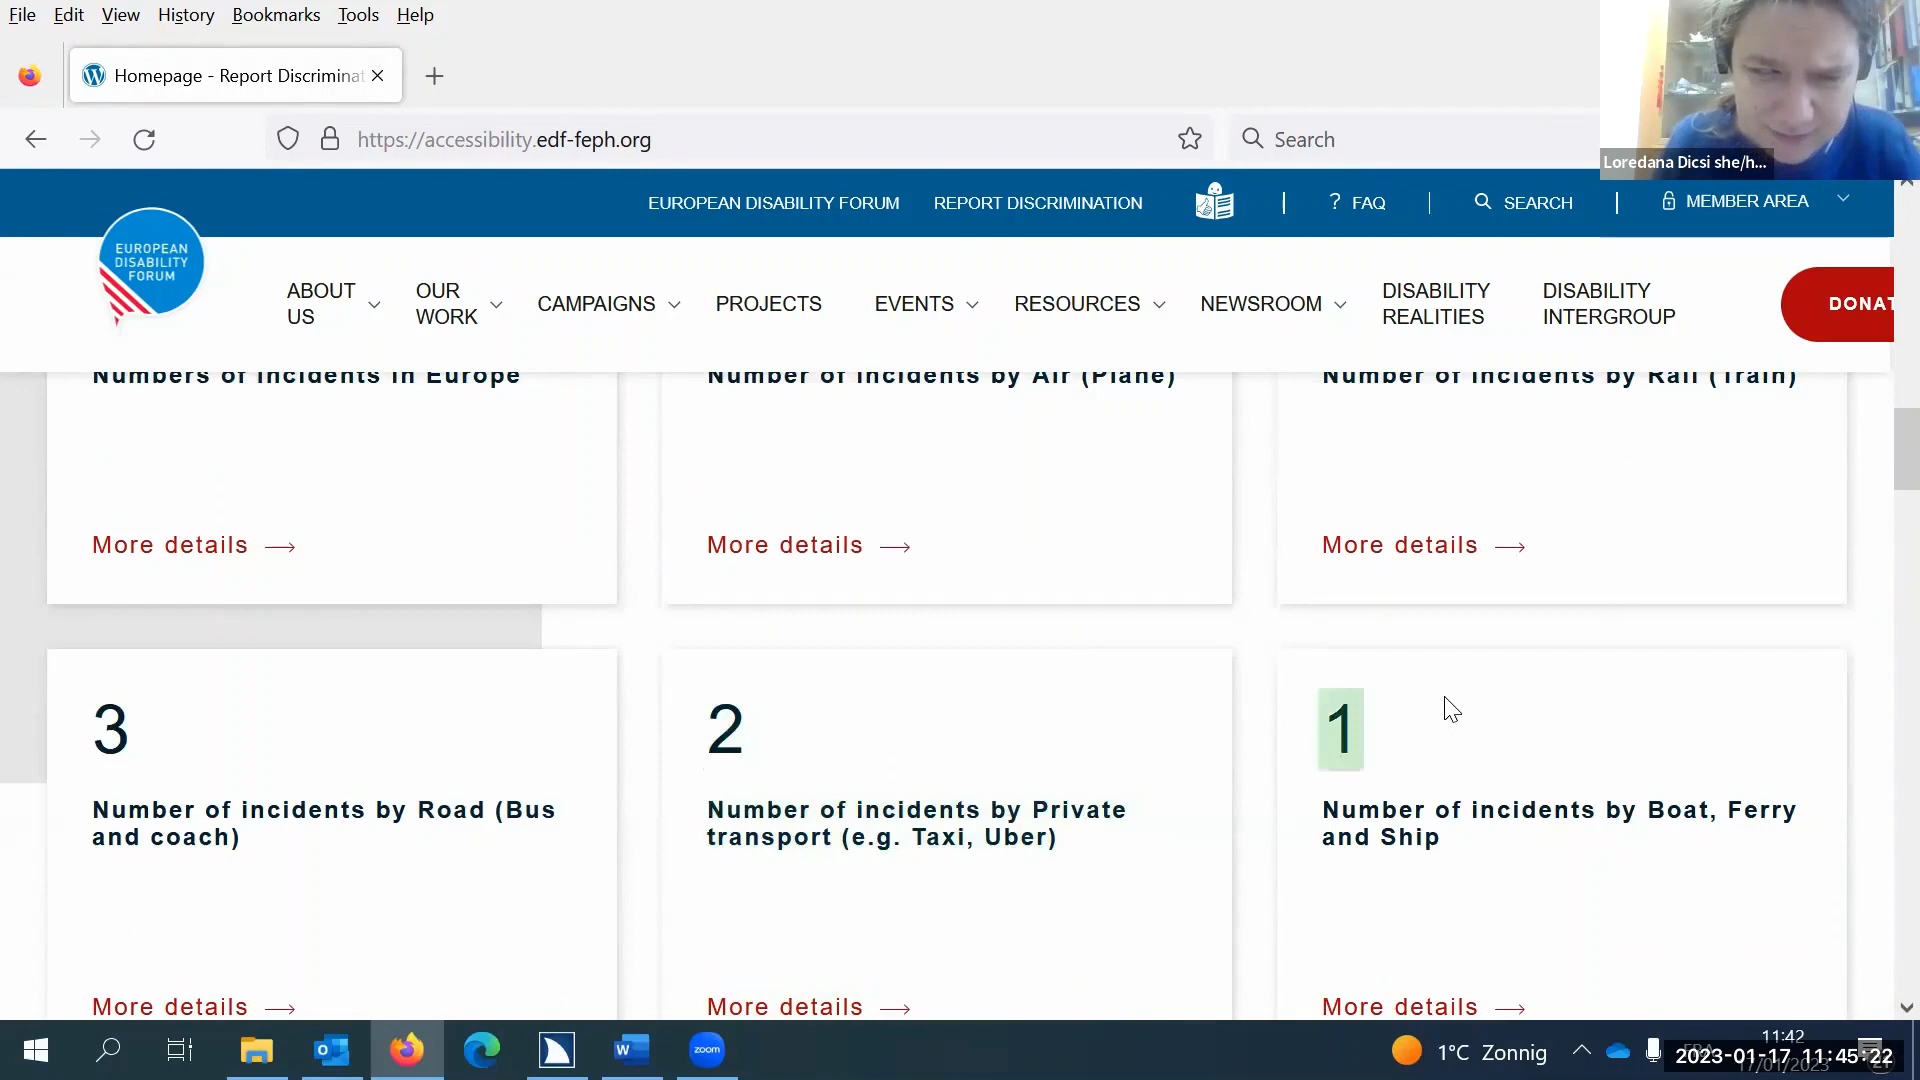 File Edit View History Bookmarks Tools Help
Homepage - Report Discriminat
https://accessibility.edf-feph.org
Search
Loredana Dicsi she/h...
EUROPEAN DISABILITY FORUM REPORT DISCRIMINATION ? FAQ SEARCH MEMBER AREA
EUROPEAN
DISABILITY
FORUM
ABOUT
US
OUR
WORK
CAMPAIGNS
PROJECTS
EVENTS
RESOURCES
NEWSROOM
DISABILITY
REALITIES
DISABILITY
INTERGROUP
DONAT
Numbers of incidents in Europe
Number of incidents by Air (Plane)
Number of incidents by Rail (Train)
More details
More details
More details
3
Number of incidents by Road (Bus
and coach)
2
Number of incidents by Private
transport (e.g. Taxi, Uber)
1
Number of incidents by Boat, Ferry
and Ship
More details
More details
More details
W
zoom
1°C Zonnig
11:42
2023-01-17 11:45:22
17/01/2023